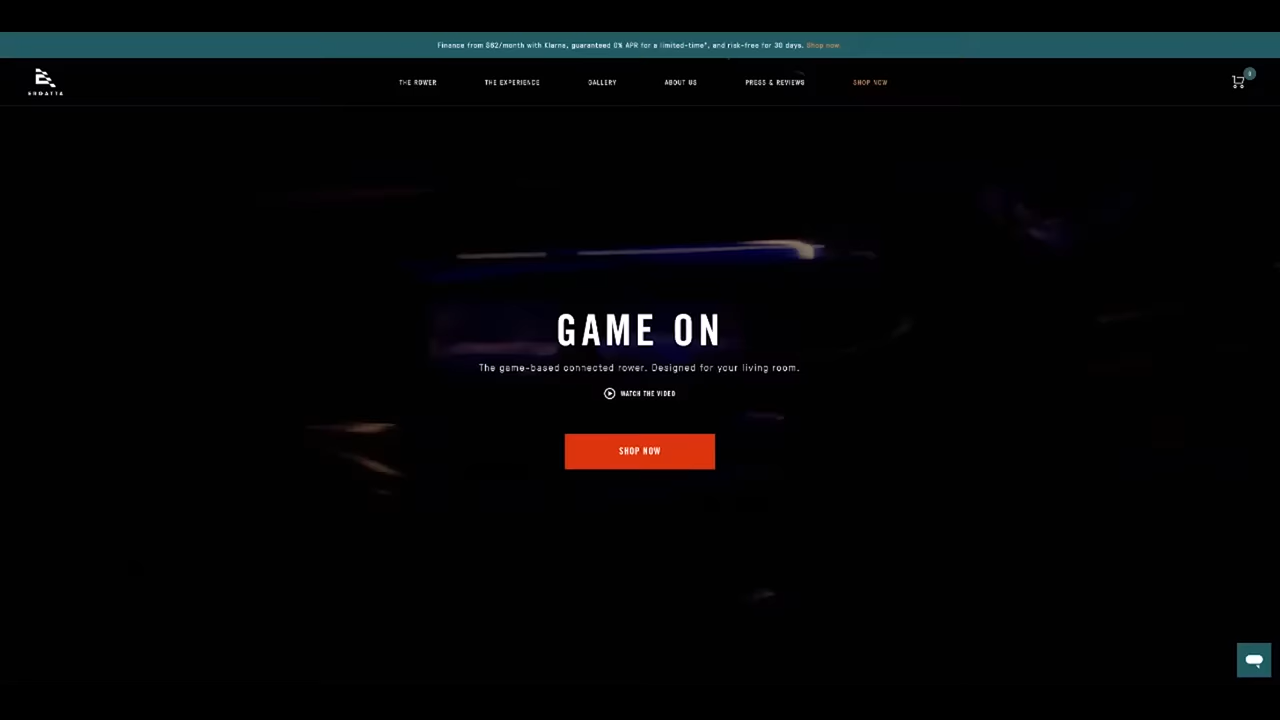 Finance from $62/month with Klarna, guaranteed 0% APR for a limited-time*, and risk-free for 30 days. Shop now.
ERGATTA
THE ROWER
THE EXPERIENCE
GALLERY
ABOUT US
PRESS & REVIEWS
SHOP NOW
GAME ON
The game-based connected rower. Designed for your living room.
WATCH THE VIDEO
SHOP NOW